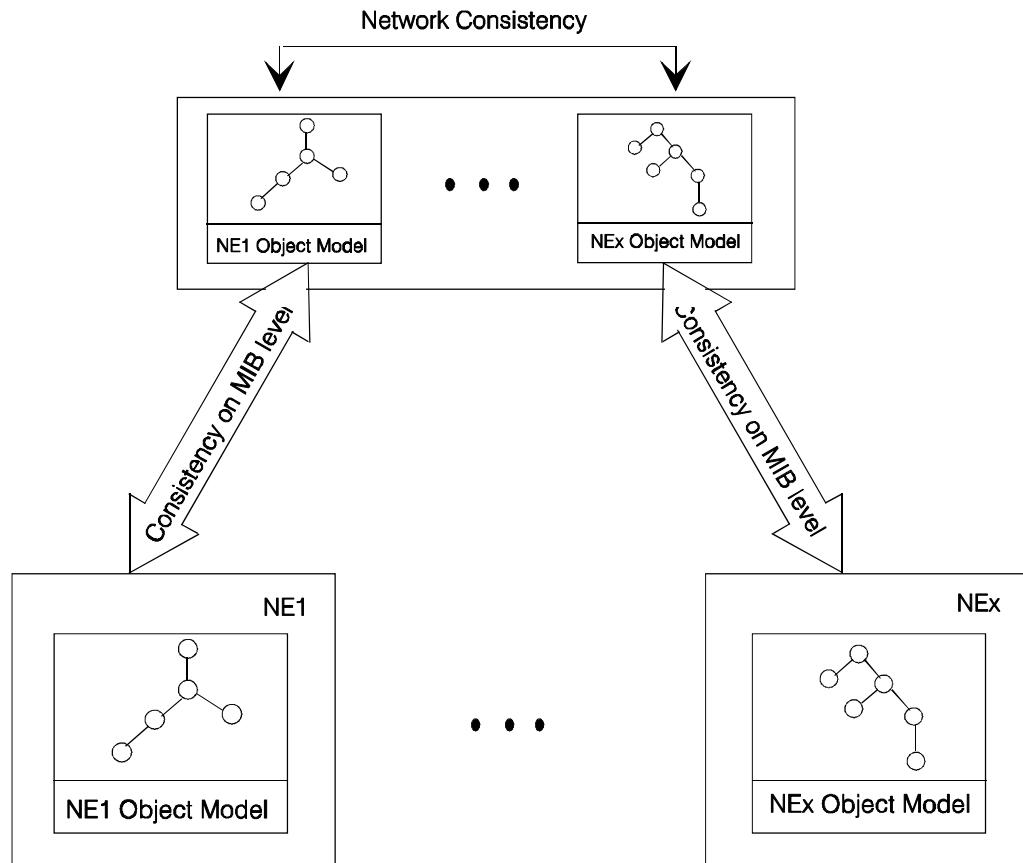 Network Consistency
NE1 Object Model
NEx Object Model
Consistency on MIB level
Consistency on MIB level
NE1
NEx
NE1 Object Model
NEx Object Model